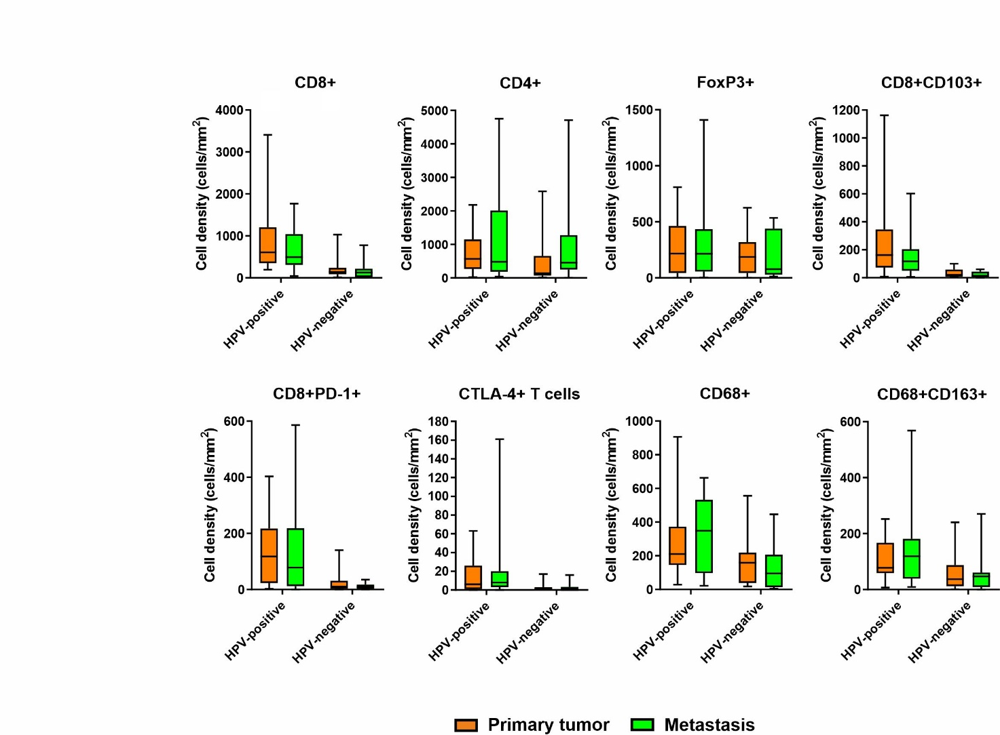 CD8+
Cell density (cells/mm2)
4000
3000
2000
1000
0
HPV-positive
HPV-negative
CD4+
Cell density (cells/mm2)
5000
4000
3000
2000
1000
0
HPV-positive
HPV-negative
FoxP3+
Cell density (cells/mm2)
1500
1000
500
0
HPV-positive
HPV-negative
CD8+CD103+
Cell density (cells/mm2)
1200
1000
800
600
400
200
0
HPV-positive
HPV-negative
CD8+PD-1+
Cell density (cells/mm2)
600
400
200
0
HPV-positive
HPV-negative
CTLA-4+ T cells
Cell density (cells/mm2)
180
160
140
120
100
80
60
40
20
0
HPV-positive
HPV-negative
CD68+
Cell density (cells/mm2)
1000
800
600
400
200
0
HPV-positive
HPV-negative
CD68+CD163+
Cell density (cells/mm2)
600
400
200
0
HPV-positive
HPV-negative
Primary tumor
Metastasis